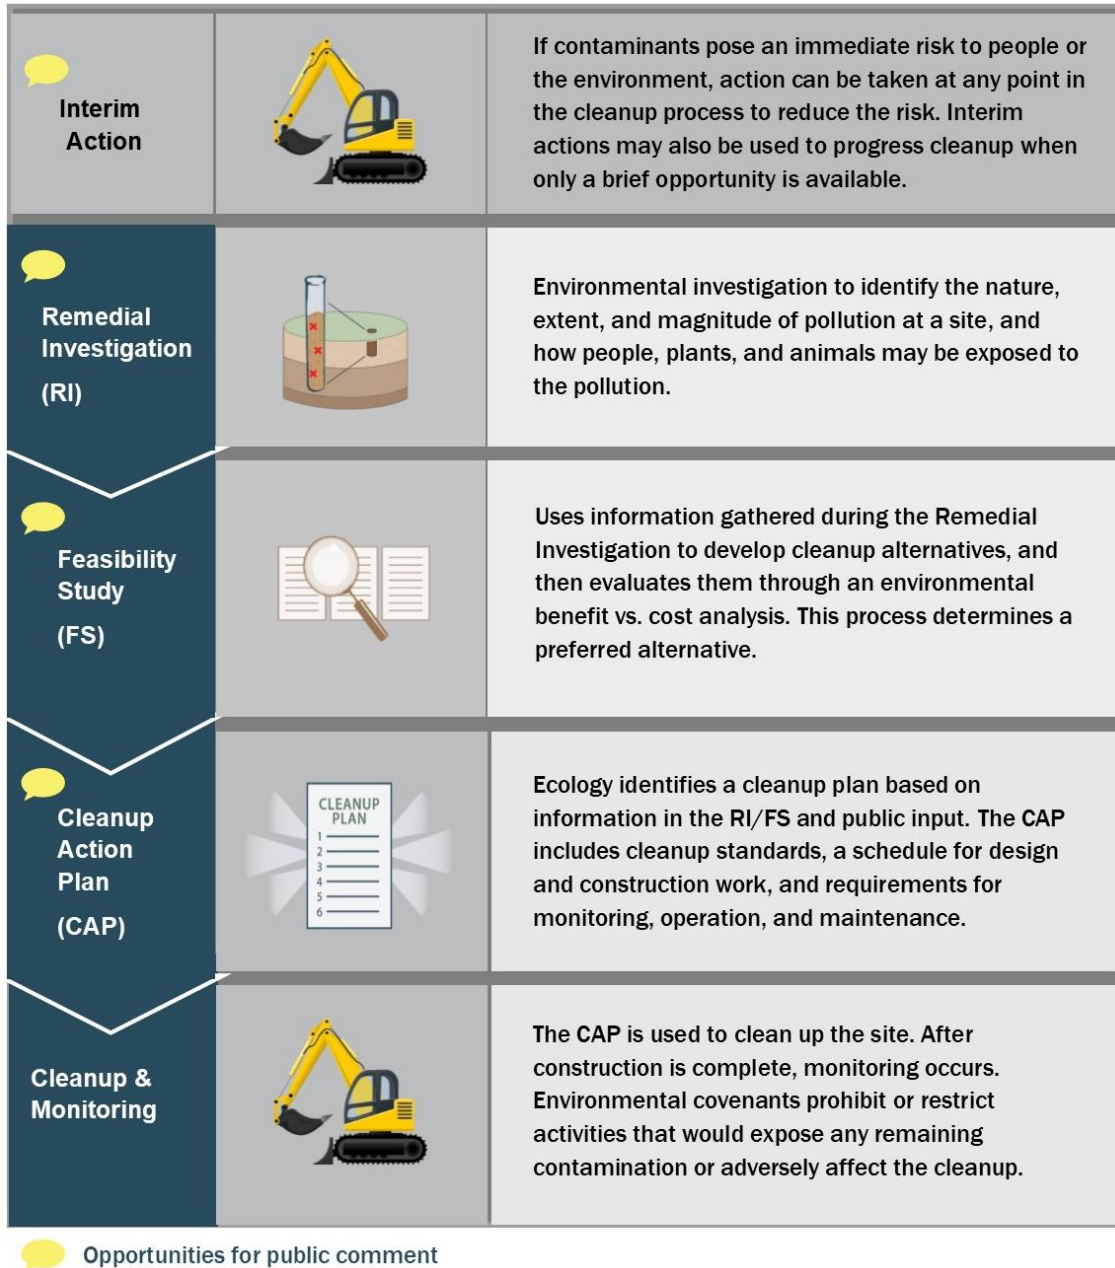 Interim
Action
If contaminants pose an immediate risk to people or
the environment, action can be taken at any point in
the cleanup process to reduce the risk. Interim
actions may also be used to progress cleanup when
only a brief opportunity is available.
Remedial
Investigation
(RI)
Environmental investigation to identify the nature,
extent, and magnitude of pollution at a site, and
how people, plants, and animals may be exposed to
the pollution.
Feasibility
Study
(FS)
Uses information gathered during the Remedial
Investigation to develop cleanup alternatives, and
then evaluates them through an environmental
benefit vs. cost analysis. This process determines a
preferred alternative.
Cleanup
Action
Plan
(CAP)
CLEANUP
PLAN
1
2
3
4
5
6
Ecology identifies a cleanup plan based on
information in the RI/FS and public input. The CAP
includes cleanup standards, a schedule for design
and construction work, and requirements for
monitoring, operation, and maintenance.
Cleanup &
Monitoring
The CAP is used to clean up the site. After
construction is complete, monitoring occurs.
Environmental covenants prohibit or restrict
activities that would expose any remaining
contamination or adversely affect the cleanup.
Opportunities for public comment